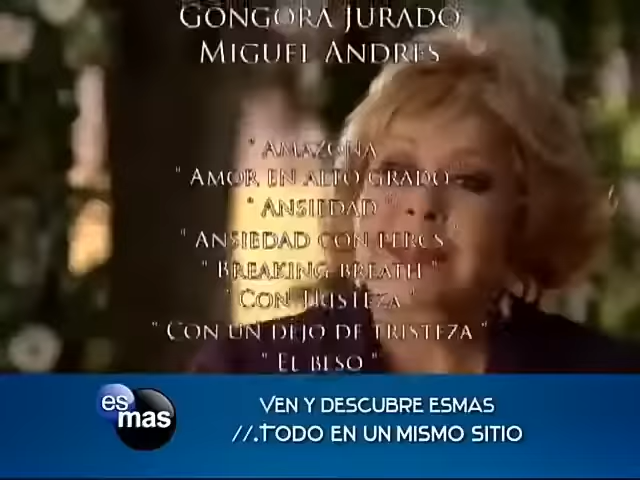 GONGORA JURADO
MIGUEL ANDRES
" AMAZONA "
" AMOR EN ALTO GRADO "
" ANSIEDAD "
" ANSIEDAD CON PERCS "
" BREAKING BREATH "
" CON TRISTEZA "
" CON UN DEJO DE TRISTEZA "
" EL BESO "
es mas
VEN Y DESCUBRE ESMAS
//.TODO EN UN MISMO SITIO